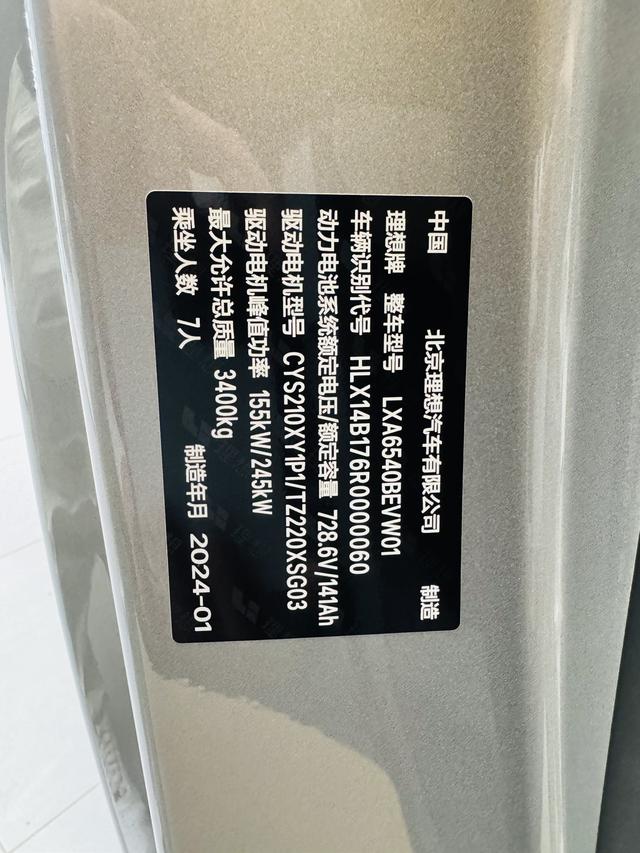 中国 北京理想汽车有限公司 制造
理想牌 整车型号 LXA6540BEVW01
车辆识别代号 HLX14B176R0000060
动力电池系统额定电压/额定容量 728.6V/141Ah
驱动电机型号 CYS210XY1P1/TZ220XSG03
驱动电机峰值功率 155kW/245kW
最大允许总质量 3400kg
乘坐人数 7人 制造年月 2024-01